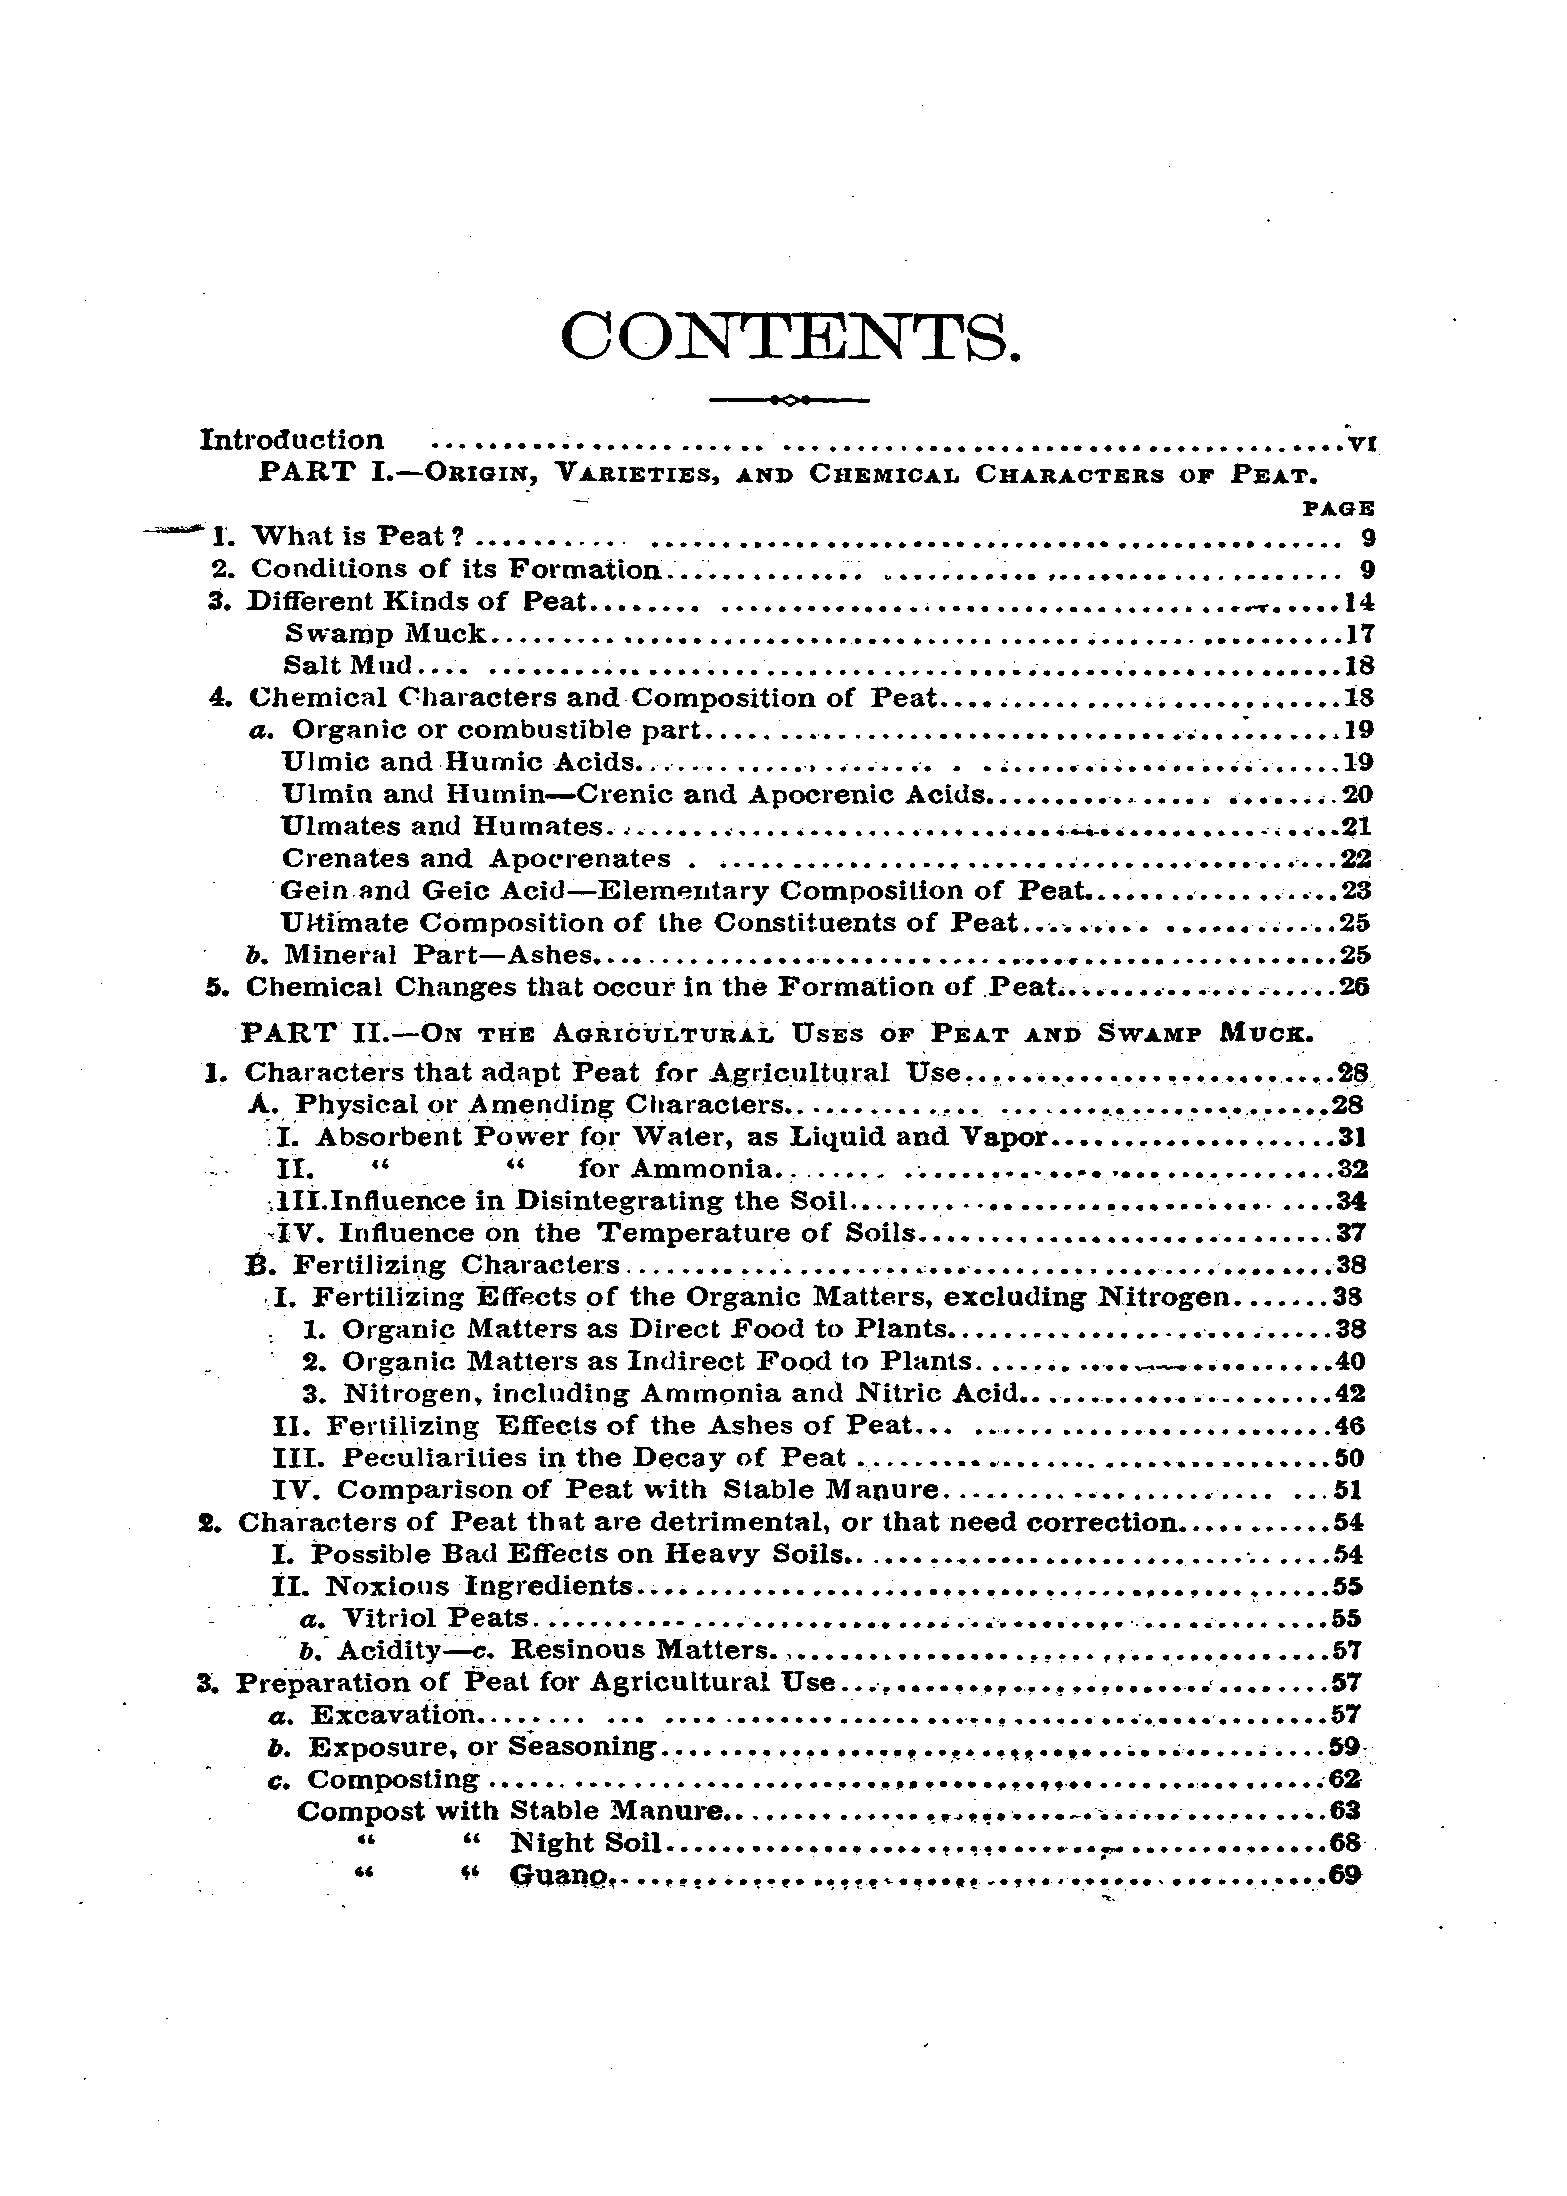 CONTENTS.
Introduction ........................................................ VI
PART I.—ORIGIN, VARIETIES, AND CHEMICAL CHARACTERS OF PEAT.
PAGE
1. What is Peat? ........................................................ 9
2. Conditions of its Formation ........................................................ 9
3. Different Kinds of Peat ........................................................ 14
Swamp Muck ........................................................ 17
Salt Mud ........................................................ 18
4. Chemical Characters and Composition of Peat ........................................ 18
a. Organic or combustible part ........................................ 19
Ulmic and Humic Acids ........................................ 19
Ulmin and Humin—Crenic and Apocrenic Acids ........................................ 20
Ulmates and Humates ........................................ 21
Crenates and Apocrenates ........................................ 22
Gein and Geic Acid—Elementary Composition of Peat .................... 23
Ultimate Composition of the Constituents of Peat .................... 25
b. Mineral Part—Ashes ........................................ 25
5. Chemical Changes that occur in the Formation of Peat .................... 26
PART II.—ON THE AGRICULTURAL USES OF PEAT AND SWAMP MUCK.
1. Characters that adapt Peat for Agricultural Use .................... 28
A. Physical or Amending Characters ........................................ 28
I. Absorbent Power for Water, as Liquid and Vapor .................... 31
II. “ “ for Ammonia ........................................ 32
III. Influence in Disintegrating the Soil .................... 34
IV. Influence on the Temperature of Soils .................... 37
B. Fertilizing Characters ........................................ 38
I. Fertilizing Effects of the Organic Matters, excluding Nitrogen ....... 38
1. Organic Matters as Direct Food to Plants .................... 38
2. Organic Matters as Indirect Food to Plants .................... 40
3. Nitrogen, including Ammonia and Nitric Acid .................... 42
II. Fertilizing Effects of the Ashes of Peat .................... 46
III. Peculiarities in the Decay of Peat .................... 50
IV. Comparison of Peat with Stable Manure .................... 51
2. Characters of Peat that are detrimental, or that need correction ........... 54
I. Possible Bad Effects on Heavy Soils .................... 54
II. Noxious Ingredients ........................................ 55
a. Vitriol Peats ........................................ 55
b. Acidity—c. Resinous Matters ........................................ 57
3. Preparation of Peat for Agricultural Use .................... 57
a. Excavation ........................................ 57
b. Exposure, or Seasoning ........................................ 59
c. Composting ........................................ 62
Compost with Stable Manure ........................................ 63
“ “ Night Soil ........................................ 68
“ “ Guano ........................................ 69